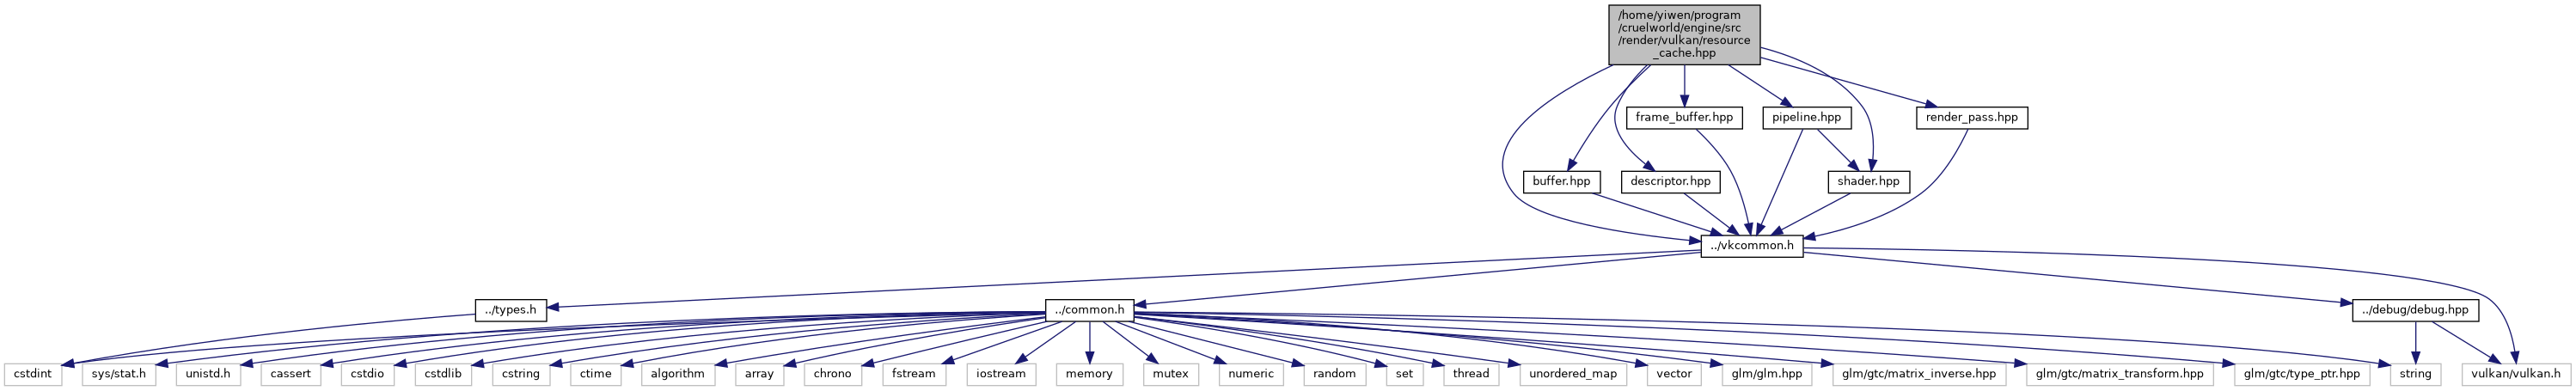 /home/yiwen/program
/cruelworld/engine/src
/render/vulkan/resource
_cache.hpp
frame_buffer.hpp
pipeline.hpp
render_pass.hpp
buffer.hpp
descriptor.hpp
shader.hpp
../vkcommon.h
../types.h
../common.h
../debug/debug.hpp
cstdint
sys/stat.h
unistd.h
cassert
cstdio
cstdlib
cstring
ctime
algorithm
array
chrono
fstream
iostream
memory
mutex
numeric
random
set
thread
unordered_map
vector
glm/glm.hpp
glm/gtc/matrix_inverse.hpp
glm/gtc/matrix_transform.hpp
glm/gtc/type_ptr.hpp
string
vulkan/vulkan.h